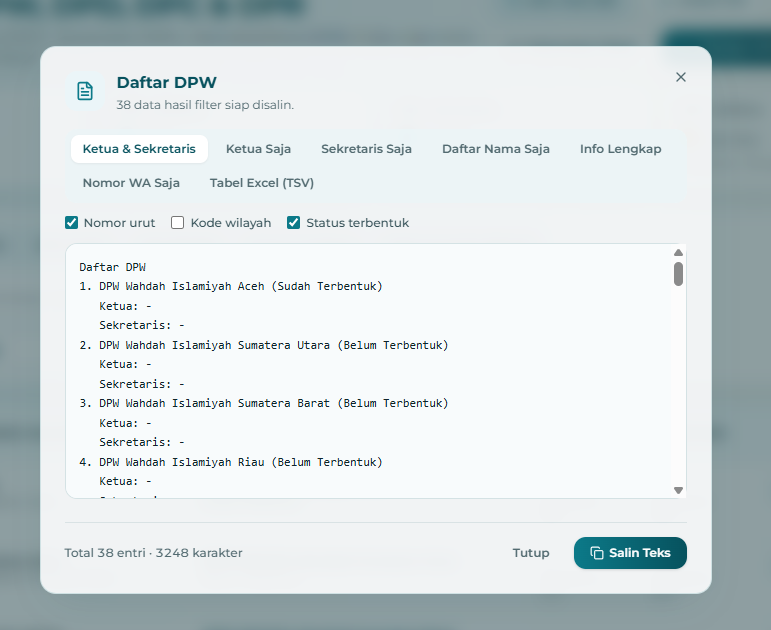 Daftar DPW
38 data hasil filter siap disalin.
Ketua & Sekretaris Ketua Saja Sekretaris Saja Daftar Nama Saja Info Lengkap
Nomor WA Saja Tabel Excel (TSV)
Nomor urut Kode wilayah Status terbentuk
Daftar DPW
1. DPW Wahdah Islamiyah Aceh (Sudah Terbentuk)
Ketua: -
Sekretaris: -
2. DPW Wahdah Islamiyah Sumatera Utara (Belum Terbentuk)
Ketua: -
Sekretaris: -
3. DPW Wahdah Islamiyah Sumatera Barat (Belum Terbentuk)
Ketua: -
Sekretaris: -
4. DPW Wahdah Islamiyah Riau (Belum Terbentuk)
Ketua: -
Total 38 entri · 3248 karakter
Tutup Salin Teks